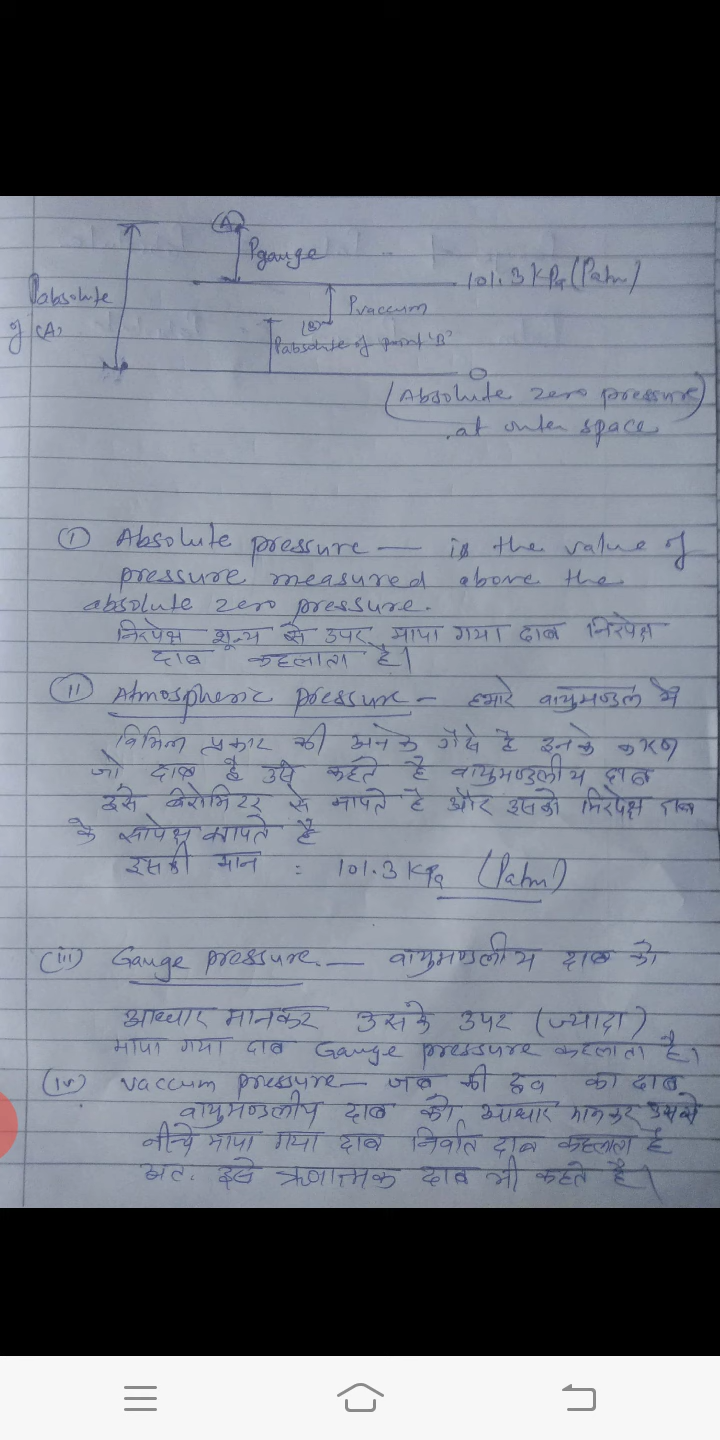 (A)
Pgauge
101.3 KPa (Patm)
Pabsolute
of (A)
Pvaccum
(B)
Pabsolute of point 'B'
0
(Absolute zero pressure)
at outer space
(I) Absolute pressure — is the value of
pressure measured above the
absolute zero pressure.
निरपेक्ष शून्य से उपर मापा गया दाब निरपेक्ष
दाब कहलाता है।
(II) Atmospheric pressure - हमारे वायुमण्डल मे
विभिन्न प्रकार की अनेके गैसे है इनके कारण
जो दाब है उसे कहते है वायुमण्डलीय दाब
इसे बेरोमिटर से मापते है और इसको निरपेक्ष दाब
के सापेक्ष मापते है
इसकी मान = 101.3 KPa (Patm)
(iii) Gauge pressure. — वायुमण्डलीय दाब को
आधार मानकर उसके उपर (ज्यादा)
मापा गया दाब Gauge pressure कहलाता है।
(iv) vaccum pressure — जब की द्रव का दाब
वायुमण्डलीय दाब को आधार मानकर उससे
नीचे मापा गया दाब निर्वात दाब कहलाता है
अत. इसे ऋणात्मक दाब भी कहते है।